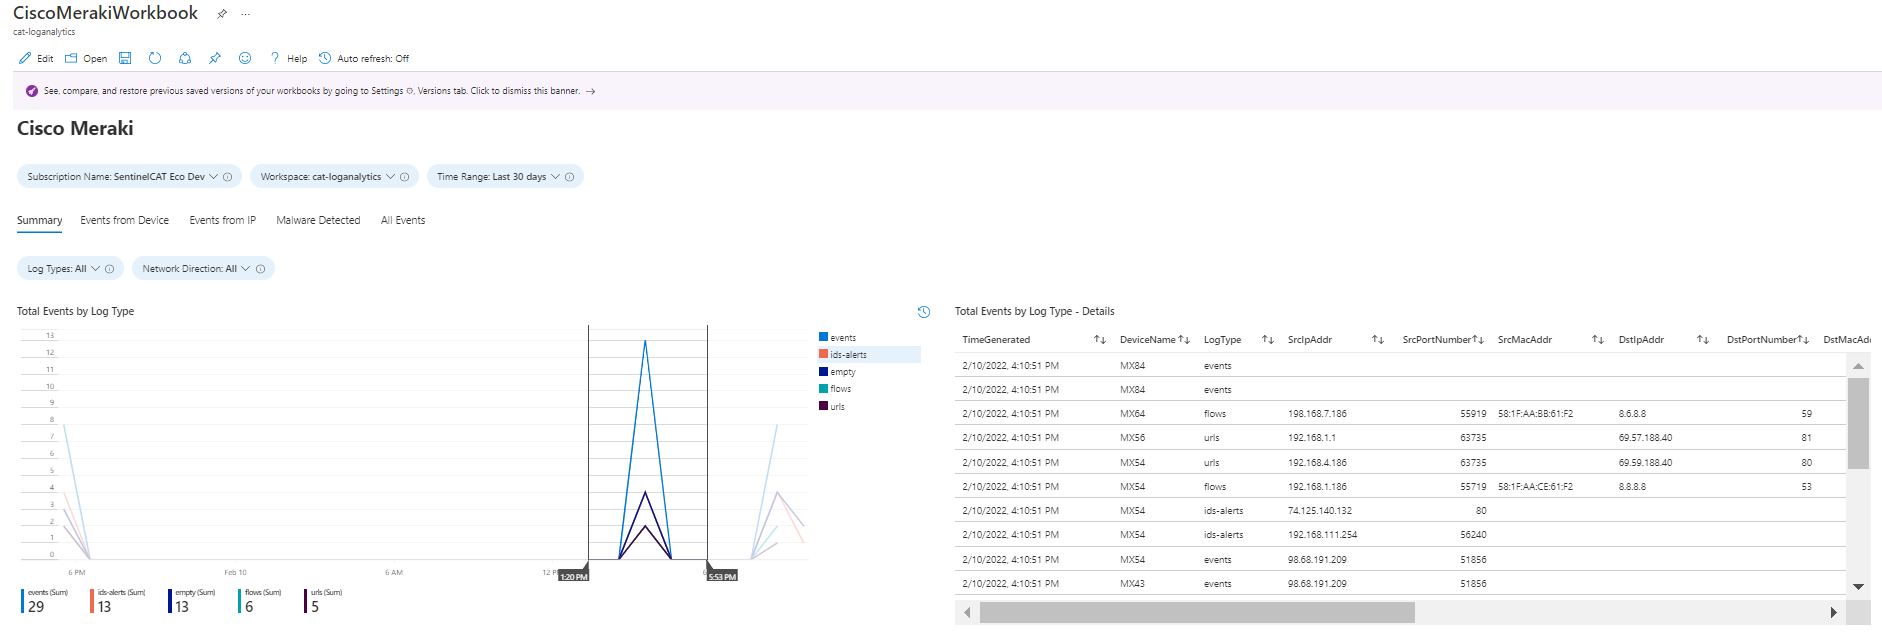 CiscoMerakiWorkbook ...
cat-loganalytics
Edit Open Help Auto refresh: Off
See, compare, and restore previous saved versions of your workbooks by going to Settings , Versions tab. Click to dismiss this banner. →
Cisco Meraki
Subscription Name: SentinelCAT Eco Dev Workspace: cat-loganalytics Time Range: Last 30 days
Summary Events from Device Events from IP Malware Detected All Events
Log Types: All Network Direction: All
Total Events by Log Type
13
12
11
10
9
8
7
6
5
4
3
2
1
0
6 PM Feb 10 6 AM 12 P 1:20 PM 6 5:53 PM
events
ids-alerts
empty
flows
urls
events (Sum) ids-alerts (Sum) empty (Sum) flows (Sum) urls (Sum)
29 13 13 6 5
Total Events by Log Type - Details
TimeGenerated DeviceName LogType SrcIpAddr SrcPortNumber SrcMacAddr DstIpAddr DstPortNumber DstMacAdd
2/10/2022, 4:10:51 PM MX84 events
2/10/2022, 4:10:51 PM MX84 events
2/10/2022, 4:10:51 PM MX64 flows 198.168.7.186 55919 58:1F:AA:BB:61:F2 8.6.8.8 59
2/10/2022, 4:10:51 PM MX56 urls 192.168.1.1 63735 69.57.188.40 81
2/10/2022, 4:10:51 PM MX54 urls 192.168.4.186 63735 69.59.188.40 80
2/10/2022, 4:10:51 PM MX54 flows 192.168.1.186 55719 58:1F:AA:CE:61:F2 8.8.8.8 53
2/10/2022, 4:10:51 PM MX54 ids-alerts 74.125.140.132 80
2/10/2022, 4:10:51 PM MX54 ids-alerts 192.168.111.254 56240
2/10/2022, 4:10:51 PM MX54 events 98.68.191.209 51856
2/10/2022, 4:10:51 PM MX43 events 98.68.191.209 51856